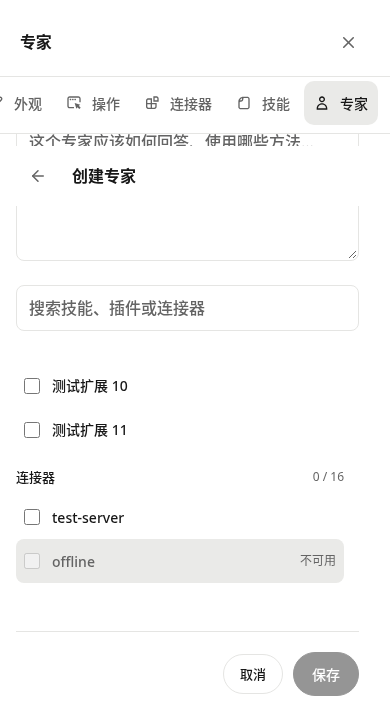 专家
外观
操作
连接器
技能
专家
这个专家应该如何回答、使用哪些方法...
创建专家
搜索技能、插件或连接器
测试扩展 10
测试扩展 11
连接器
0 / 16
test-server
offline
不可用
取消
保存